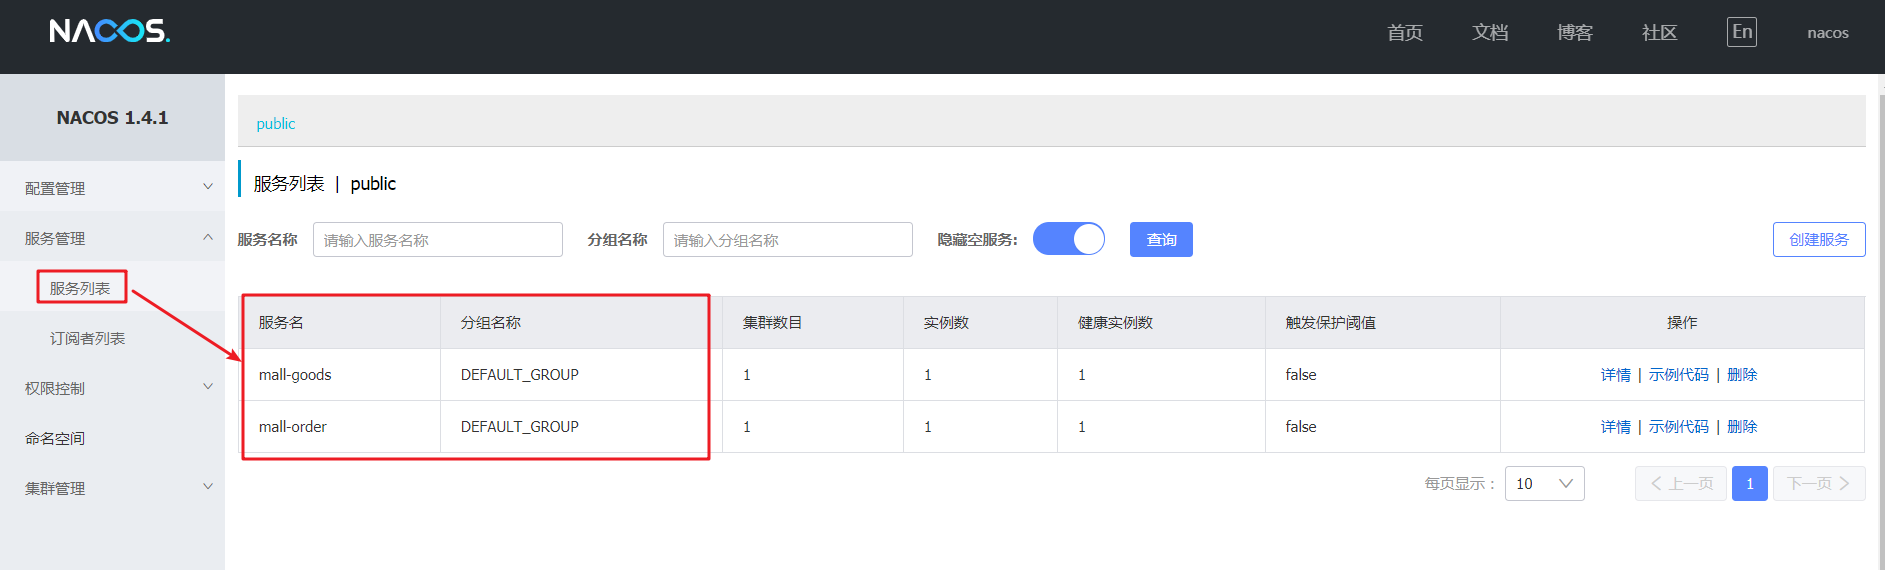 NACOS.
首页 文档 博客 社区 En nacos
NACOS 1.4.1
配置管理
服务管理
服务列表
订阅者列表
权限控制
命名空间
集群管理
public
服务列表 | public
服务名称 请输入服务名称 分组名称 请输入分组名称 隐藏空服务: 查询 创建服务
服务名 分组名称 集群数目 实例数 健康实例数 触发保护阈值 操作
mall-goods DEFAULT_GROUP 1 1 1 false 详情 | 示例代码 | 删除
mall-order DEFAULT_GROUP 1 1 1 false 详情 | 示例代码 | 删除
每页显示： 10 上一页 1 下一页